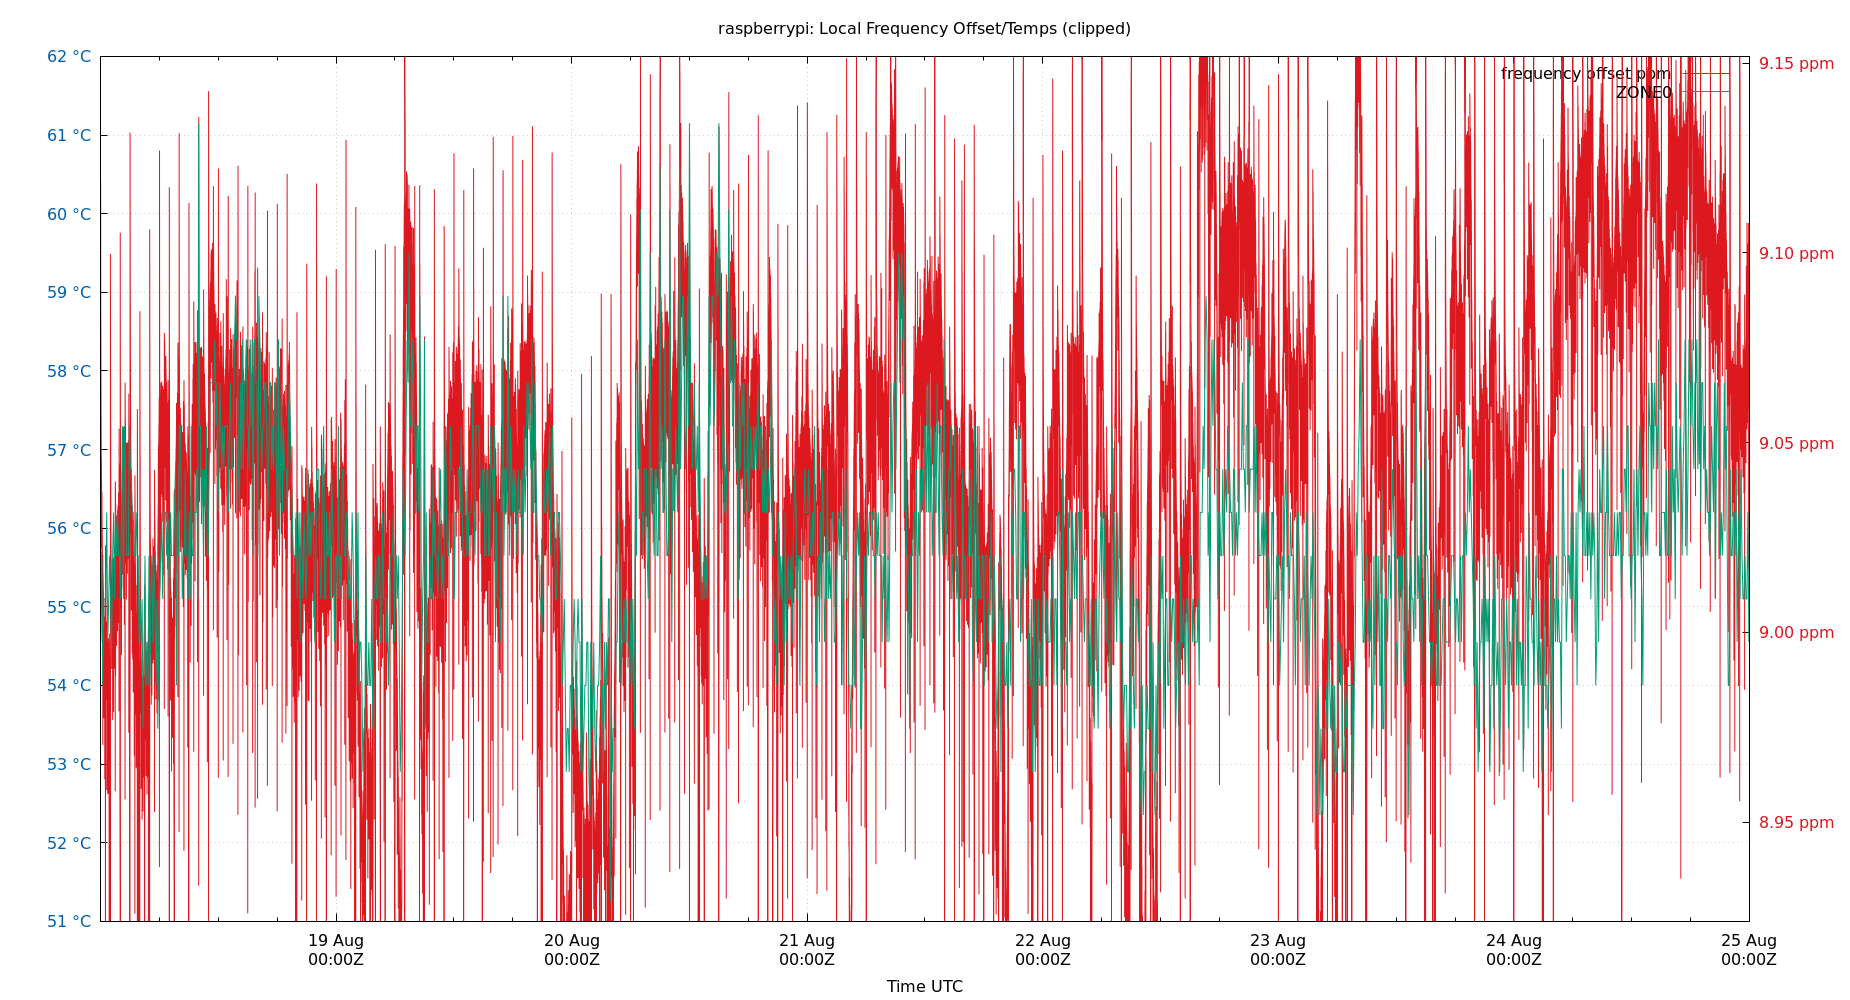 raspberrypi: Local Frequency Offset/Temps (clipped)
62 °C
61 °C
60 °C
59 °C
58 °C
57 °C
56 °C
55 °C
54 °C
53 °C
52 °C
51 °C
frequency offset ppm
ZONE0
9.15 ppm
9.10 ppm
9.05 ppm
9.00 ppm
8.95 ppm
19 Aug
00:00Z
20 Aug
00:00Z
21 Aug
00:00Z
22 Aug
00:00Z
23 Aug
00:00Z
24 Aug
00:00Z
25 Aug
00:00Z
Time UTC